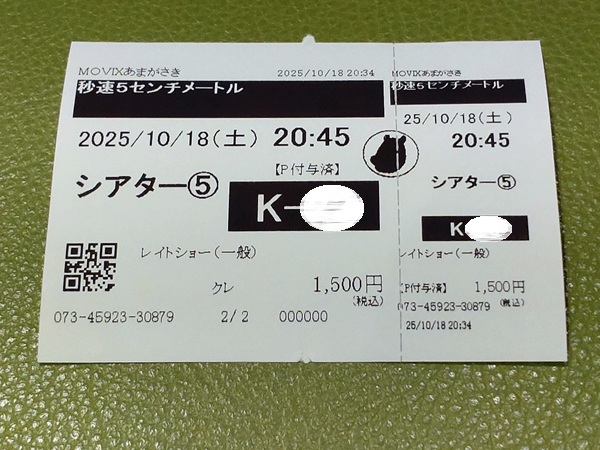 MOVIXあまがさき 2025/10/18 20:34
秒速5センチメートル
2025/10/18(土) 20:45
【P付与済】
シアター⑤
K-
レイトショー(一般)
クレ 1,500円
(税込)
073-45923-30879 2/2 000000
MOVIXあまがさき
秒速5センチメートル
25/10/18(土)
20:45
シアター⑤
K
レイトショー(一般)
【P付与済】 1,500円
073-45923-30879 (税込)
25/10/18 20:34